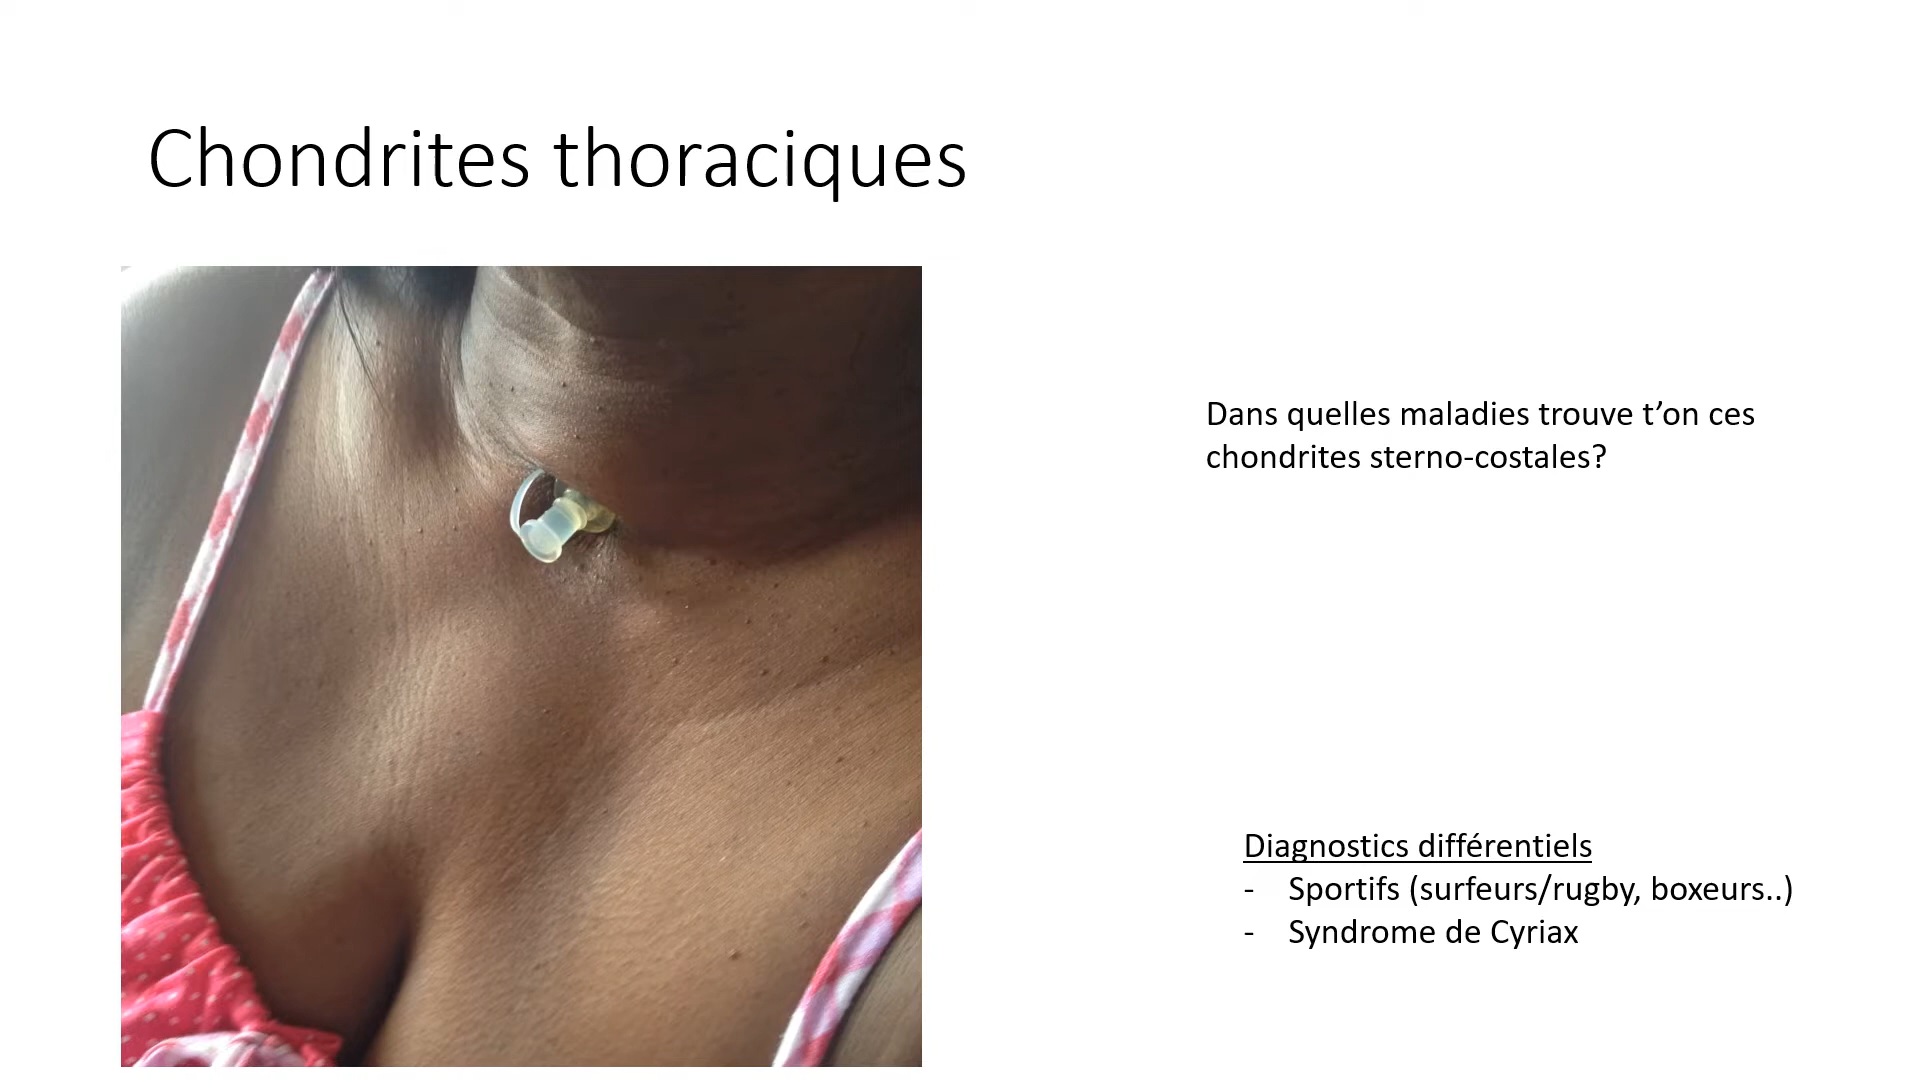 Chondrites thoraciques
Dans quelles maladies trouve t’on ces
chondrites sterno-costales?
Diagnostics différentiels
- Sportifs (surfeurs/rugby, boxeurs..)
- Syndrome de Cyriax